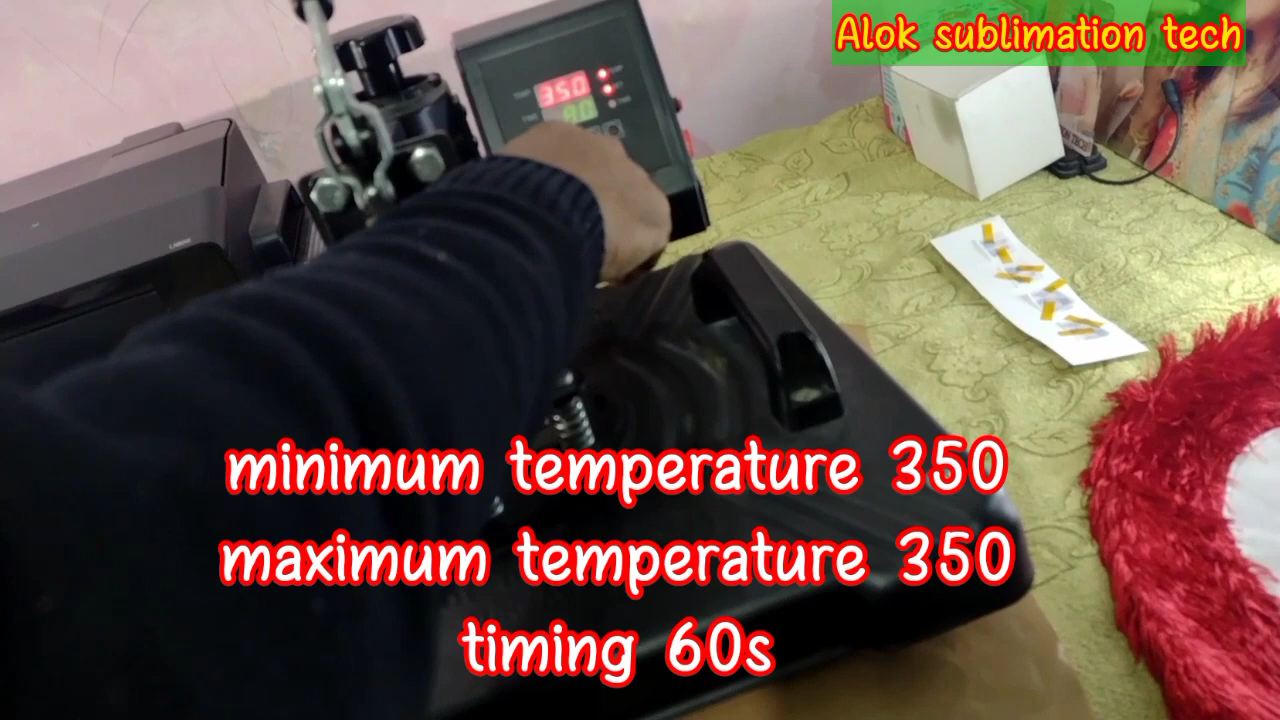 Alok sublimation tech
350
minimum temperature 350
maximum temperature 350
timing 60s